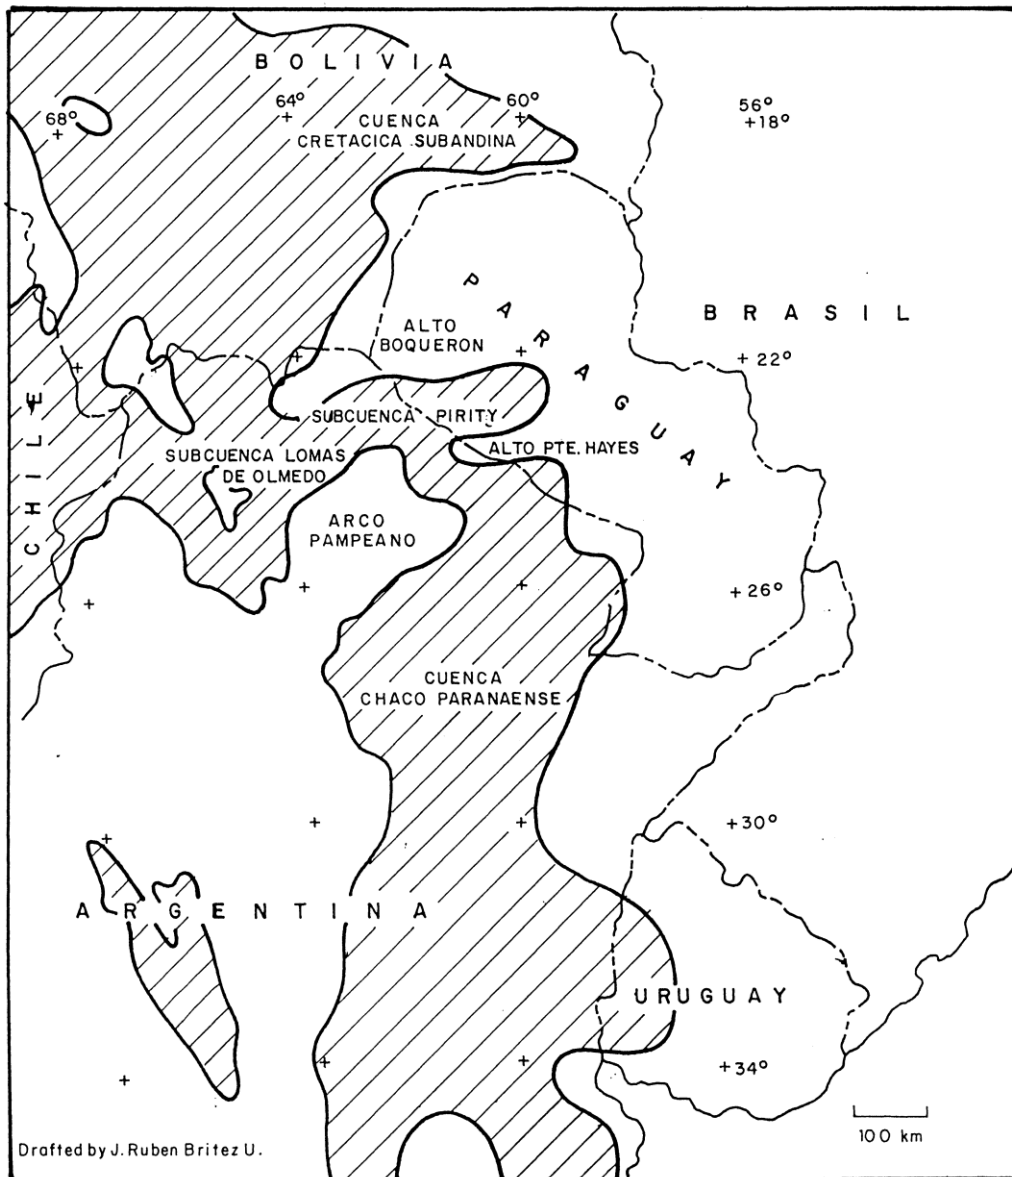 BOLIVIA
68°
64°
60°
56°
+18°
CUENCA
CRETACICA SUBANDINA
PARAGUAY
BRASIL
ALTO
BOQUERON
+22°
CHILE
SUBCUENCA PIRITY
SUBCUENCA LOMAS
DE OLMEDO
ALTO PTE. HAYES
ARCO
PAMPEANO
+26°
CUENCA
CHACO PARANAENSE
+30°
ARGENTINA
URUGUAY
+34°
100 km
Drafted by J. Ruben Britez U.